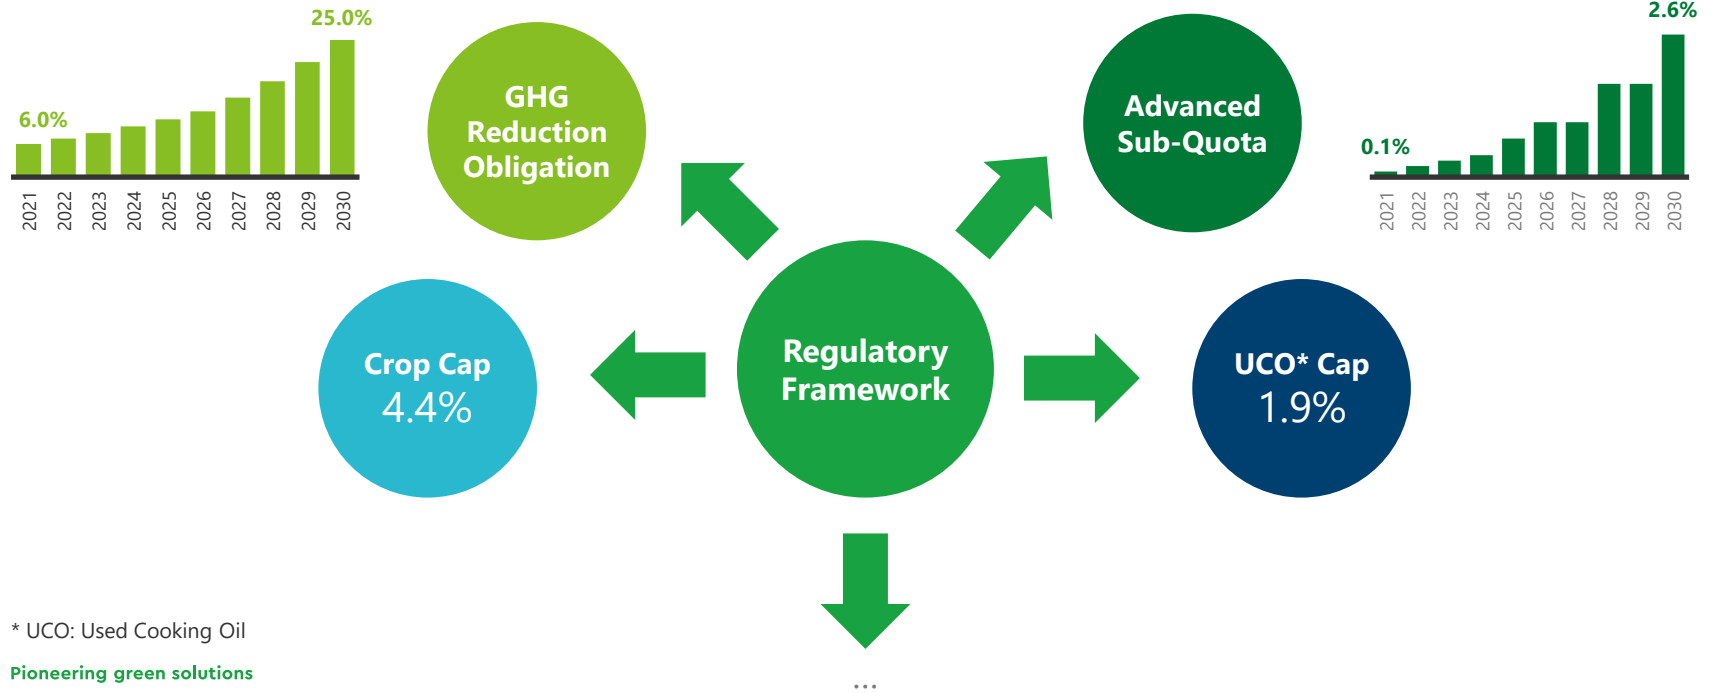 25.0%
6.0%
2021
2022
2023
2024
2025
2026
2027
2028
2029
2030
GHG
Reduction
Obligation
Advanced
Sub-Quota
2.6%
0.1%
2021
2022
2023
2024
2025
2026
2027
2028
2029
2030
Crop Cap
4.4%
Regulatory
Framework
UCO* Cap
1.9%
* UCO: Used Cooking Oil
Pioneering green solutions
...